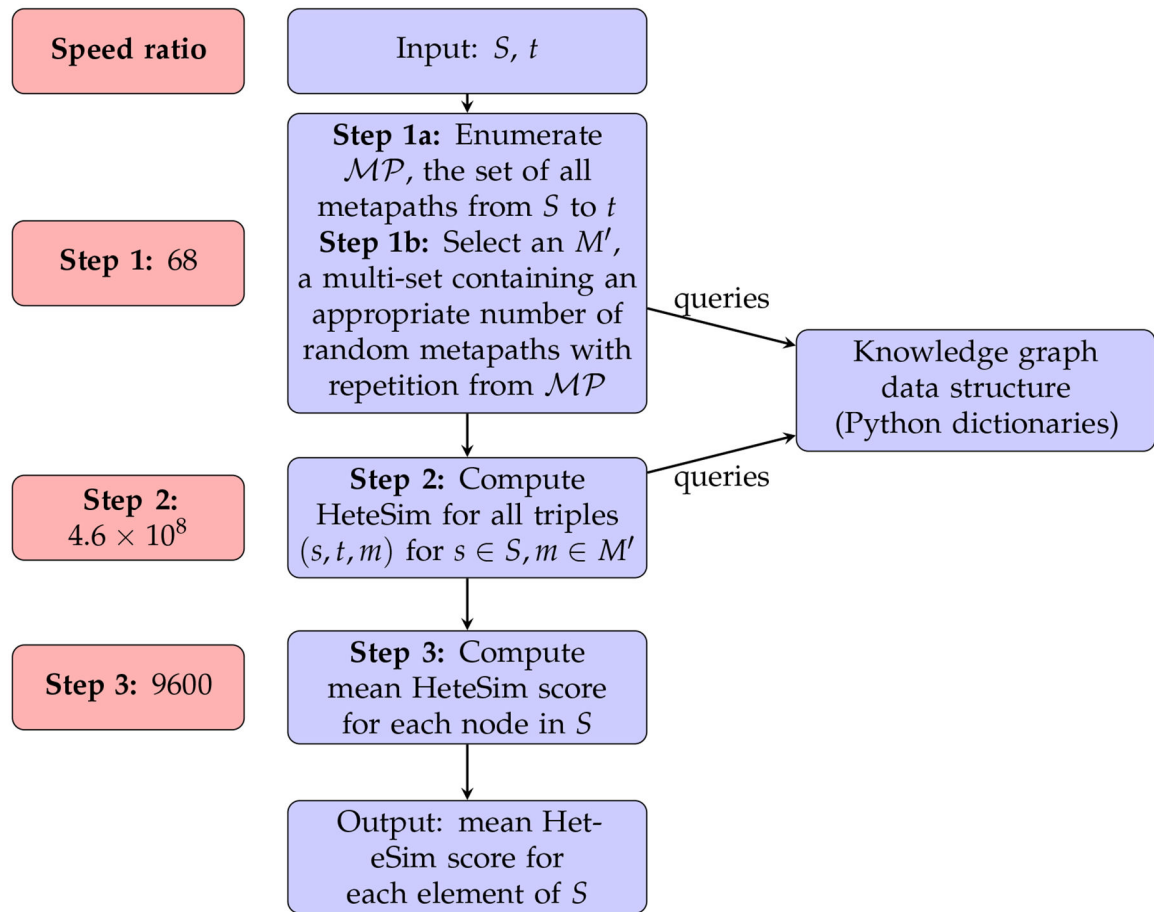 Speed ratio
Input: S, t
Step 1a: Enumerate
𝓜𝓟, the set of all
metapaths from S to t
Step 1b: Select an M′,
a multi-set containing an
appropriate number of
random metapaths with
repetition from 𝓜𝓟
Step 1: 68
queries
Knowledge graph
data structure
(Python dictionaries)
queries
Step 2:
4.6 × 10⁸
Step 2: Compute
HeteSim for all triples
(s, t, m) for s ∈ S, m ∈ M′
Step 3: 9600
Step 3: Compute
mean HeteSim score
for each node in S
Output: mean Het-
eSim score for
each element of S